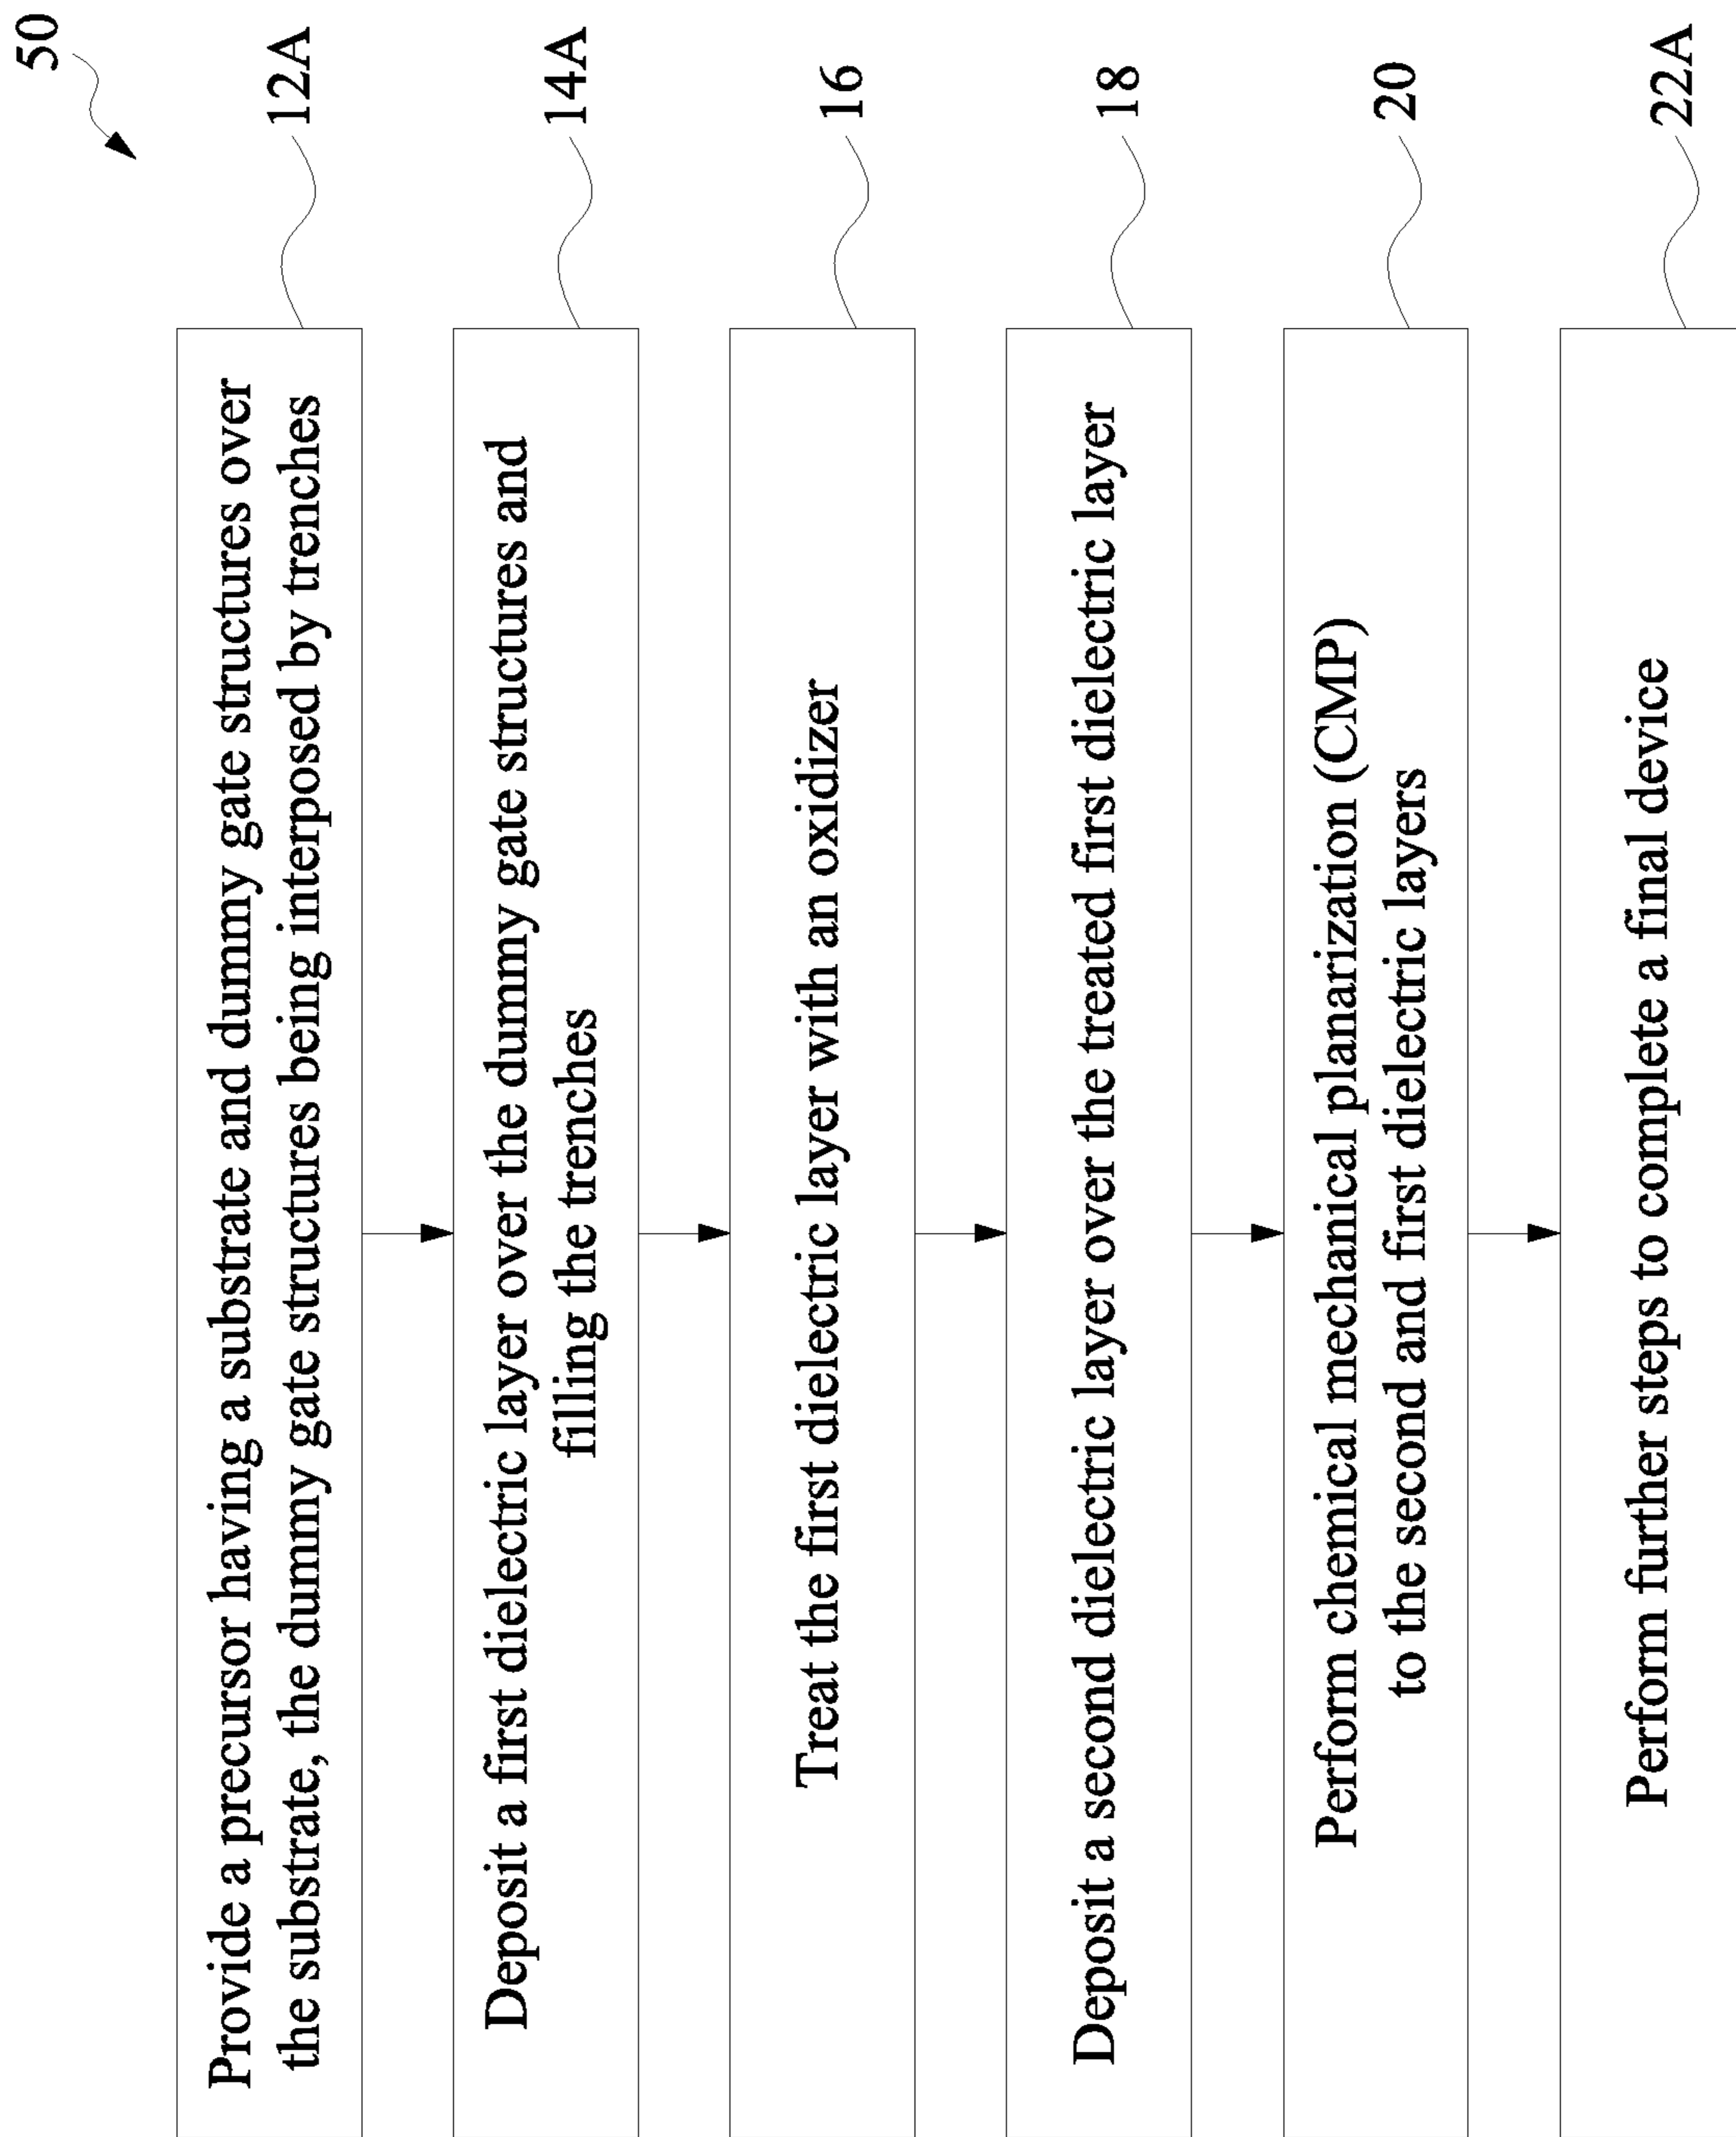 50
Provide a precursor having a substrate and dummy gate structures over
the substrate, the dummy gate structures being interposed by trenches
12A
Deposit a first dielectric layer over the dummy gate structures and
filling the trenches
14A
Treat the first dielectric layer with an oxidizer
16
Deposit a second dielectric layer over the treated first dielectric layer
18
Perform chemical mechanical planarization (CMP)
to the second and first dielectric layers
20
Perform further steps to complete a final device
22A